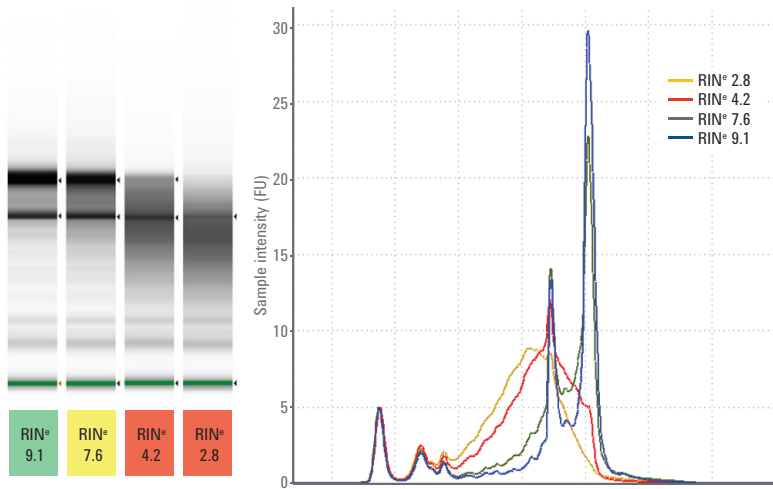 RINᵉ
9.1
RINᵉ
7.6
RINᵉ
4.2
RINᵉ
2.8
Sample intensity (FU)
30
25
20
15
10
5
0
RINᵉ 2.8
RINᵉ 4.2
RINᵉ 7.6
RINᵉ 9.1